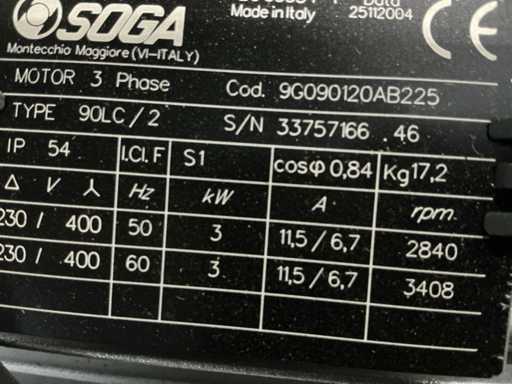 SOGA
Made in Italy
Data
25112004
CE
Montecchio Maggiore (VI-ITALY)
MOTOR 3 Phase Cod. 9G090120AB225
TYPE 90LC/2 S/N 33757166 .46
IP 54 I.Cl.F S1 cosφ 0,84 Kg 17,2
Δ V ⅄ Hz kW A rpm
230 / 400 50 3 11,5 / 6,7 2840
230 / 400 60 3 11,5 / 6,7 3408